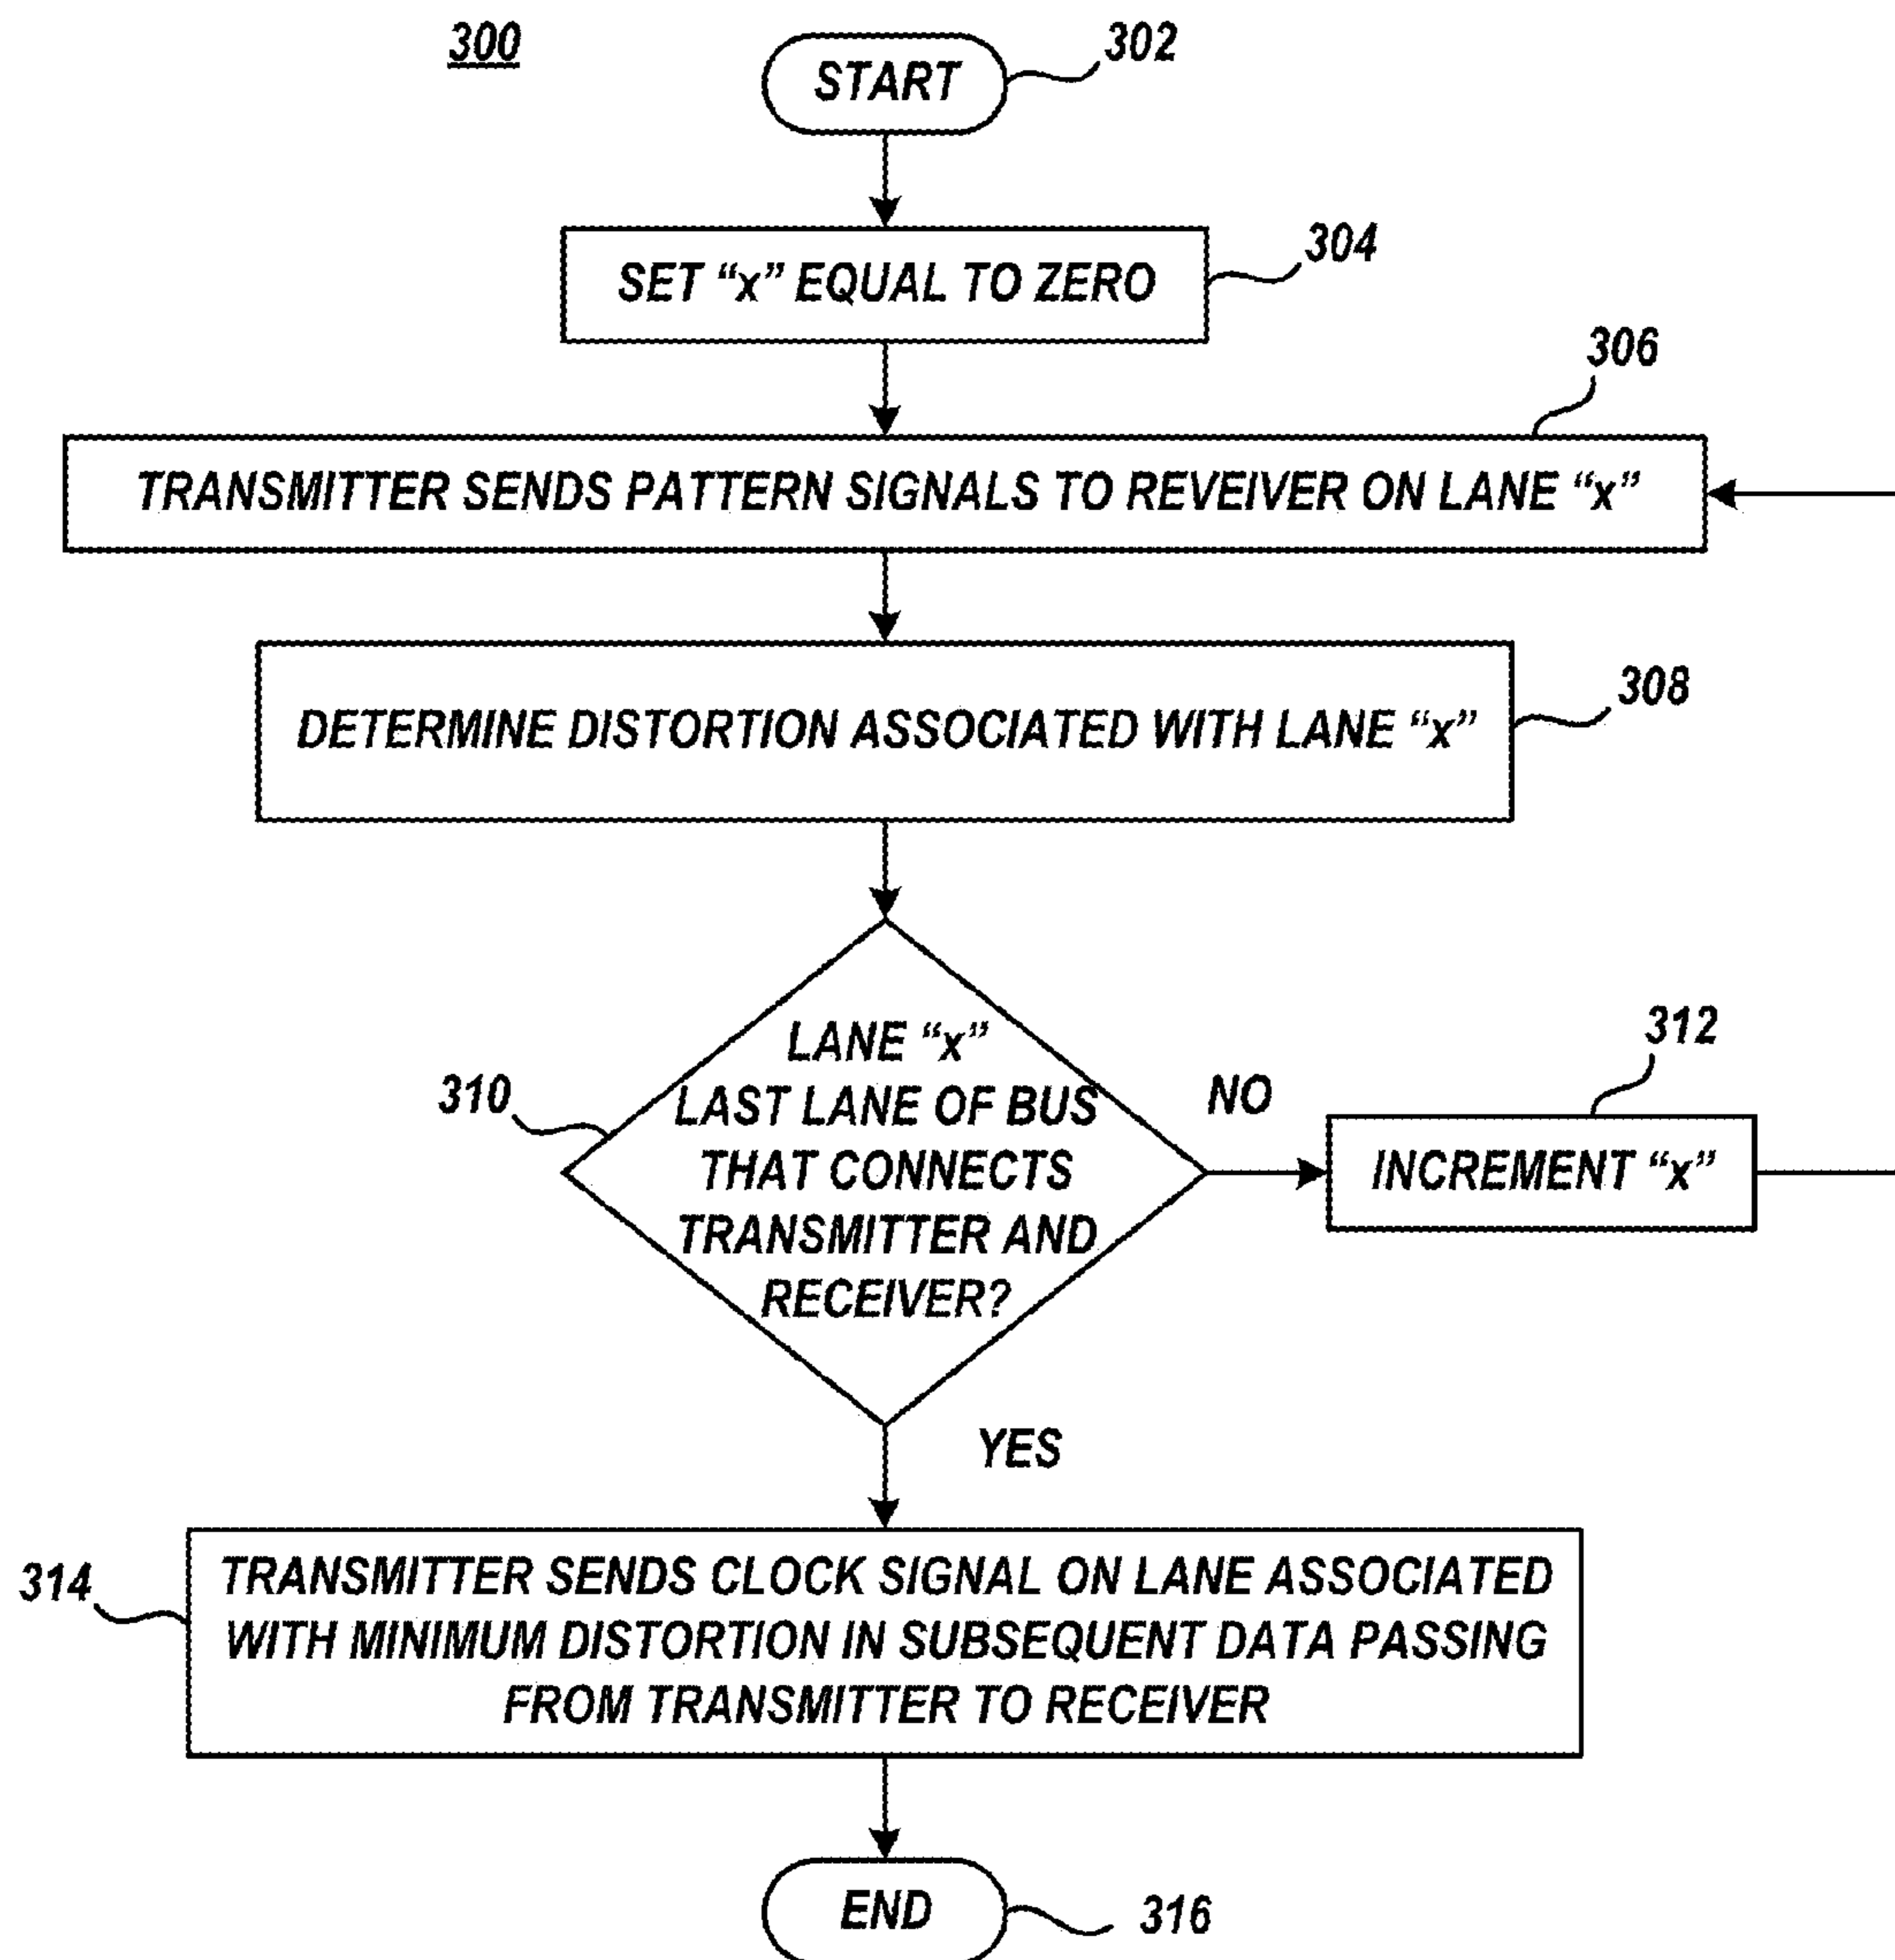 300
START
302
SET “x” EQUAL TO ZERO
304
306
TRANSMITTER SENDS PATTERN SIGNALS TO REVEIVER ON LANE “x”
DETERMINE DISTORTION ASSOCIATED WITH LANE “x”
308
310
LANE “x”
LAST LANE OF BUS
THAT CONNECTS
TRANSMITTER AND
RECEIVER?
NO
312
INCREMENT “x”
YES
314
TRANSMITTER SENDS CLOCK SIGNAL ON LANE ASSOCIATED
WITH MINIMUM DISTORTION IN SUBSEQUENT DATA PASSING
FROM TRANSMITTER TO RECEIVER
END
316